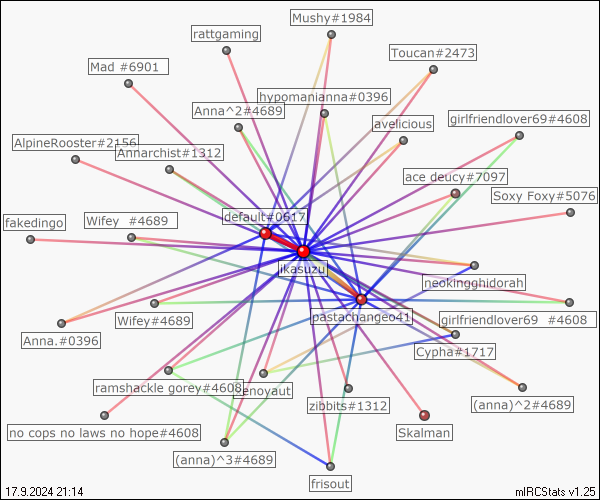 Mushy#1984
rattgaming
Toucan#2473
Mad #6901
hypomanianna#0396
Anna^2#4689
girlfriendlover69#4608
avelicious
AlpineRooster#2156
Annarchist#1312
ace deucy#7097
Soxy Foxy#5076
default#0617
fakedingo
Wifey #4689
ikasuzu
neokingghidorah
pastachangeo41
Wifey#4689
girlfriendlover69 #4608
Anna.#0396
Cypha#1717
ramshackle gorey#4608
zenoyaut
zibbits#1312
(anna)^2#4689
no cops no laws no hope#4608
Skalman
(anna)^3#4689
frisout
17.9.2024 21:14
mIRCStats v1.25